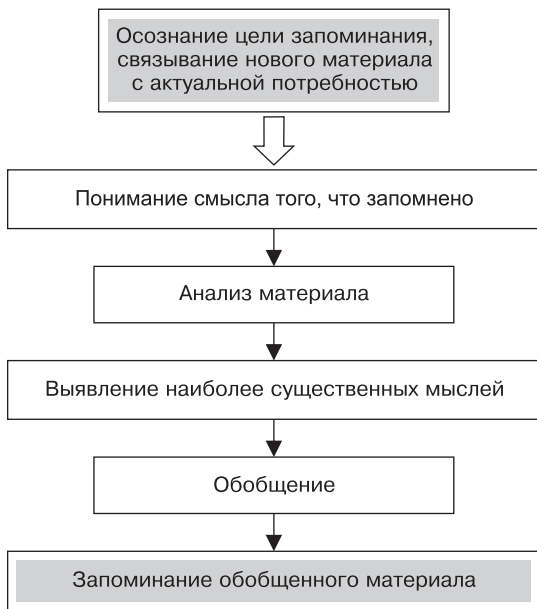 Осознание цели запоминания,
связывание нового материала
с актуальной потребностью
Понимание смысла того, что запомнено
Анализ материала
Выявление наиболее существенных мыслей
Обобщение
Запоминание обобщенного материала